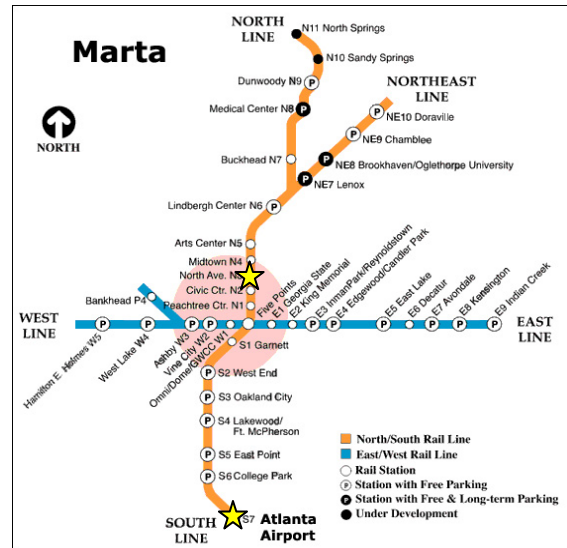 Marta
NORTH
LINE
N11 North Springs
N10 Sandy Springs
Dunwoody N9
NORTHEAST
LINE
Medical Center N8
NE10 Doraville
NE9 Chamblee
NORTH
NE8 Brookhaven/Oglethorpe University
Buckhead N7
NE7 Lenox
Lindbergh Center N6
Arts Center N5
Midtown N4
North Ave.
Civic Ctr. N2
Peachtree Ctr. N1
Bankhead P4
Five Points
E1 Georgia State
E2 King Memorial
E3 InmanPark/Reynoldstown
E4 Edgewood/Candler Park
E5 East Lake
E6 Decatur
E7 Avondale
E8 Kensington
E9 Indian Creek
WEST
LINE
EAST
LINE
Hamilton E. Holmes W5
West Lake W4
Ashby W3
Vine City W2
Omni/Dome/GWCC W1
S1 Garnett
S2 West End
S3 Oakland City
S4 Lakewood/
Ft. McPherson
S5 East Point
S6 College Park
S7
SOUTH
LINE
Atlanta
Airport
North/South Rail Line
East/West Rail Line
Rail Station
P Station with Free Parking
P Station with Free & Long-term Parking
Under Development